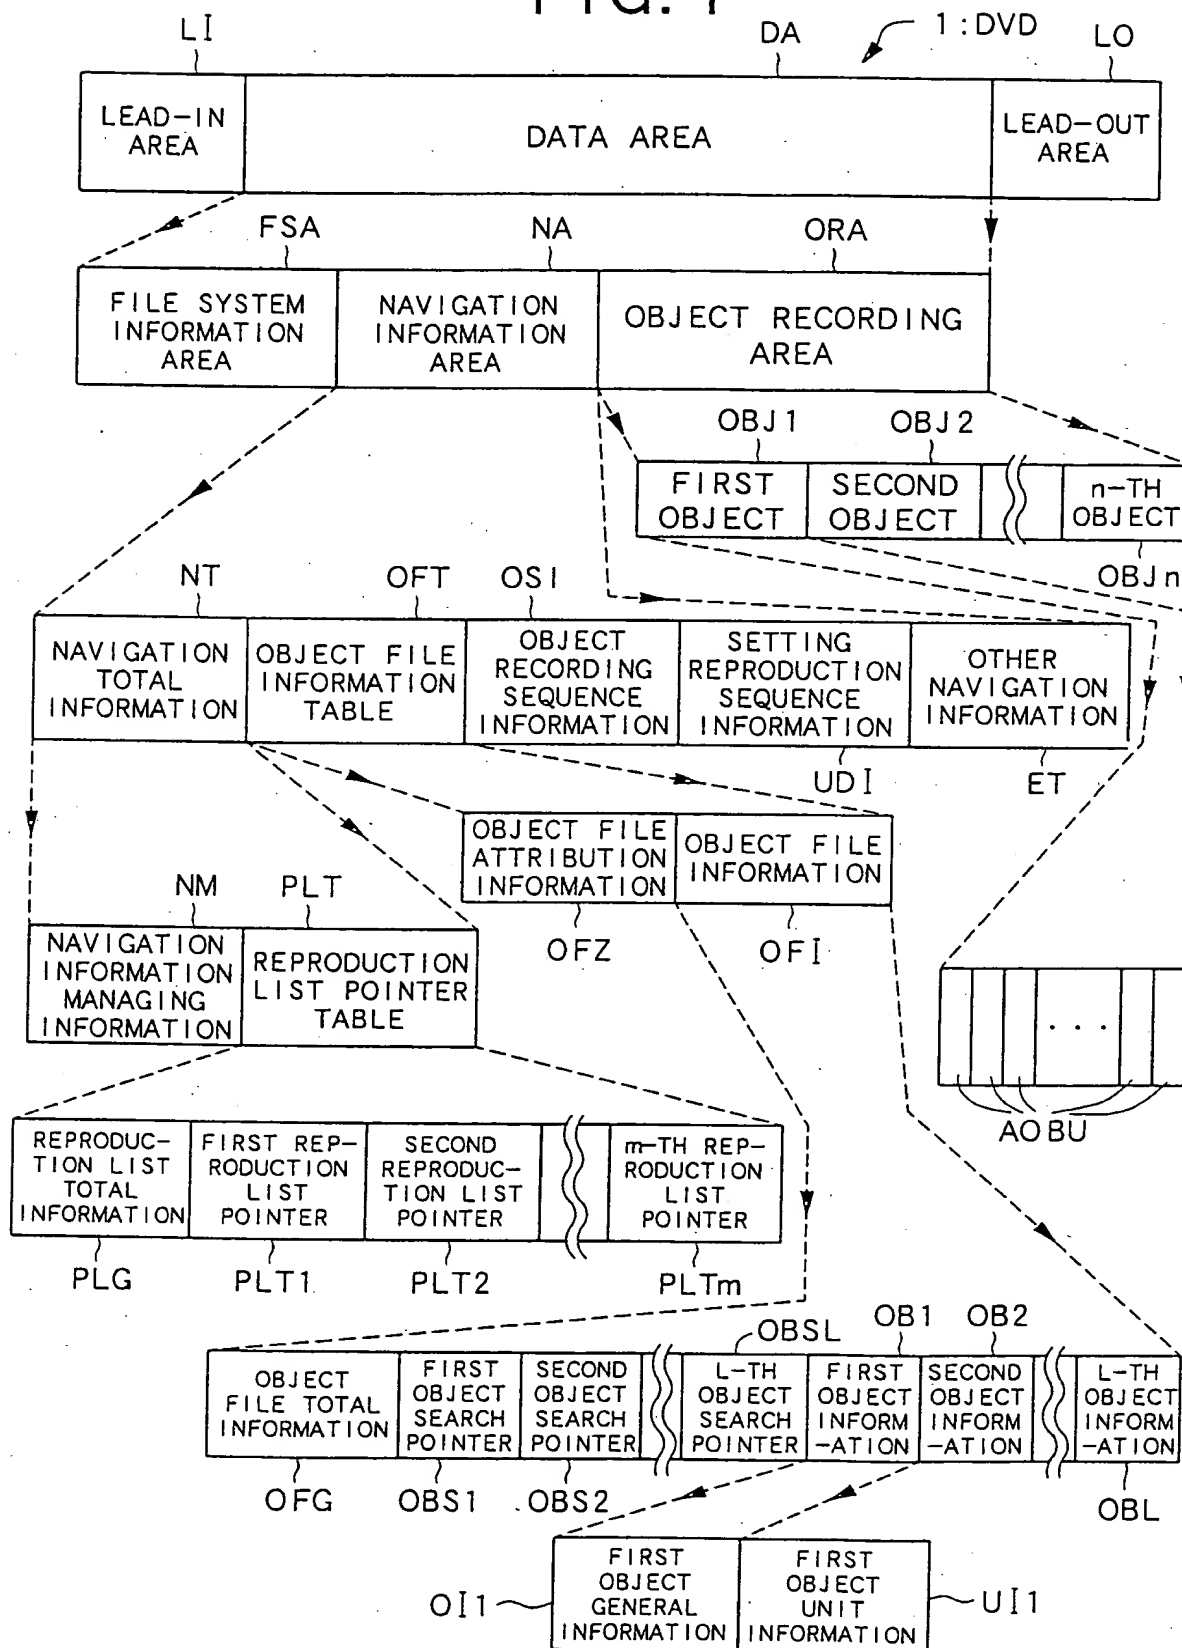 FIG. 1
LI
DA
1:DVD
LO
LEAD-IN
AREA
DATA AREA
LEAD-OUT
AREA
FSA
NA
ORA
FILE SYSTEM
INFORMATION
AREA
NAVIGATION
INFORMATION
AREA
OBJECT RECORDING
AREA
OBJ1
OBJ2
FIRST
OBJECT
SECOND
OBJECT
n-TH
OBJECT
OBJn
NT
OFT
OSI
NAVIGATION
TOTAL
INFORMATION
OBJECT FILE
INFORMATION
TABLE
OBJECT
RECORDING
SEQUENCE
INFORMATION
SETTING
REPRODUCTION
SEQUENCE
INFORMATION
OTHER
NAVIGATION
INFORMATION
UDI
ET
OBJECT FILE
ATTRIBUTION
INFORMATION
OBJECT FILE
INFORMATION
OFZ
OFI
NM
PLT
NAVIGATION
INFORMATION
MANAGING
INFORMATION
REPRODUCTION
LIST POINTER
TABLE
. . .
AOBU
REPRODUC-
TION LIST
TOTAL
INFORMATION
FIRST REP-
RODUCTION
LIST
POINTER
SECOND
REPRODUC-
TION LIST
POINTER
m-TH REP-
RODUCTION
LIST
POINTER
PLG
PLT1
PLT2
PLTm
OBSL
OB1
OB2
OBJECT
FILE TOTAL
INFORMATION
FIRST
OBJECT
SEARCH
POINTER
SECOND
OBJECT
SEARCH
POINTER
L-TH
OBJECT
SEARCH
POINTER
FIRST
OBJECT
INFORM
-ATION
SECOND
OBJECT
INFORM
-ATION
L-TH
OBJECT
INFORM
-ATION
OFG
OBS1
OBS2
OBL
FIRST
OBJECT
GENERAL
INFORMATION
FIRST
OBJECT
UNIT
INFORMATION
OI1
UI1